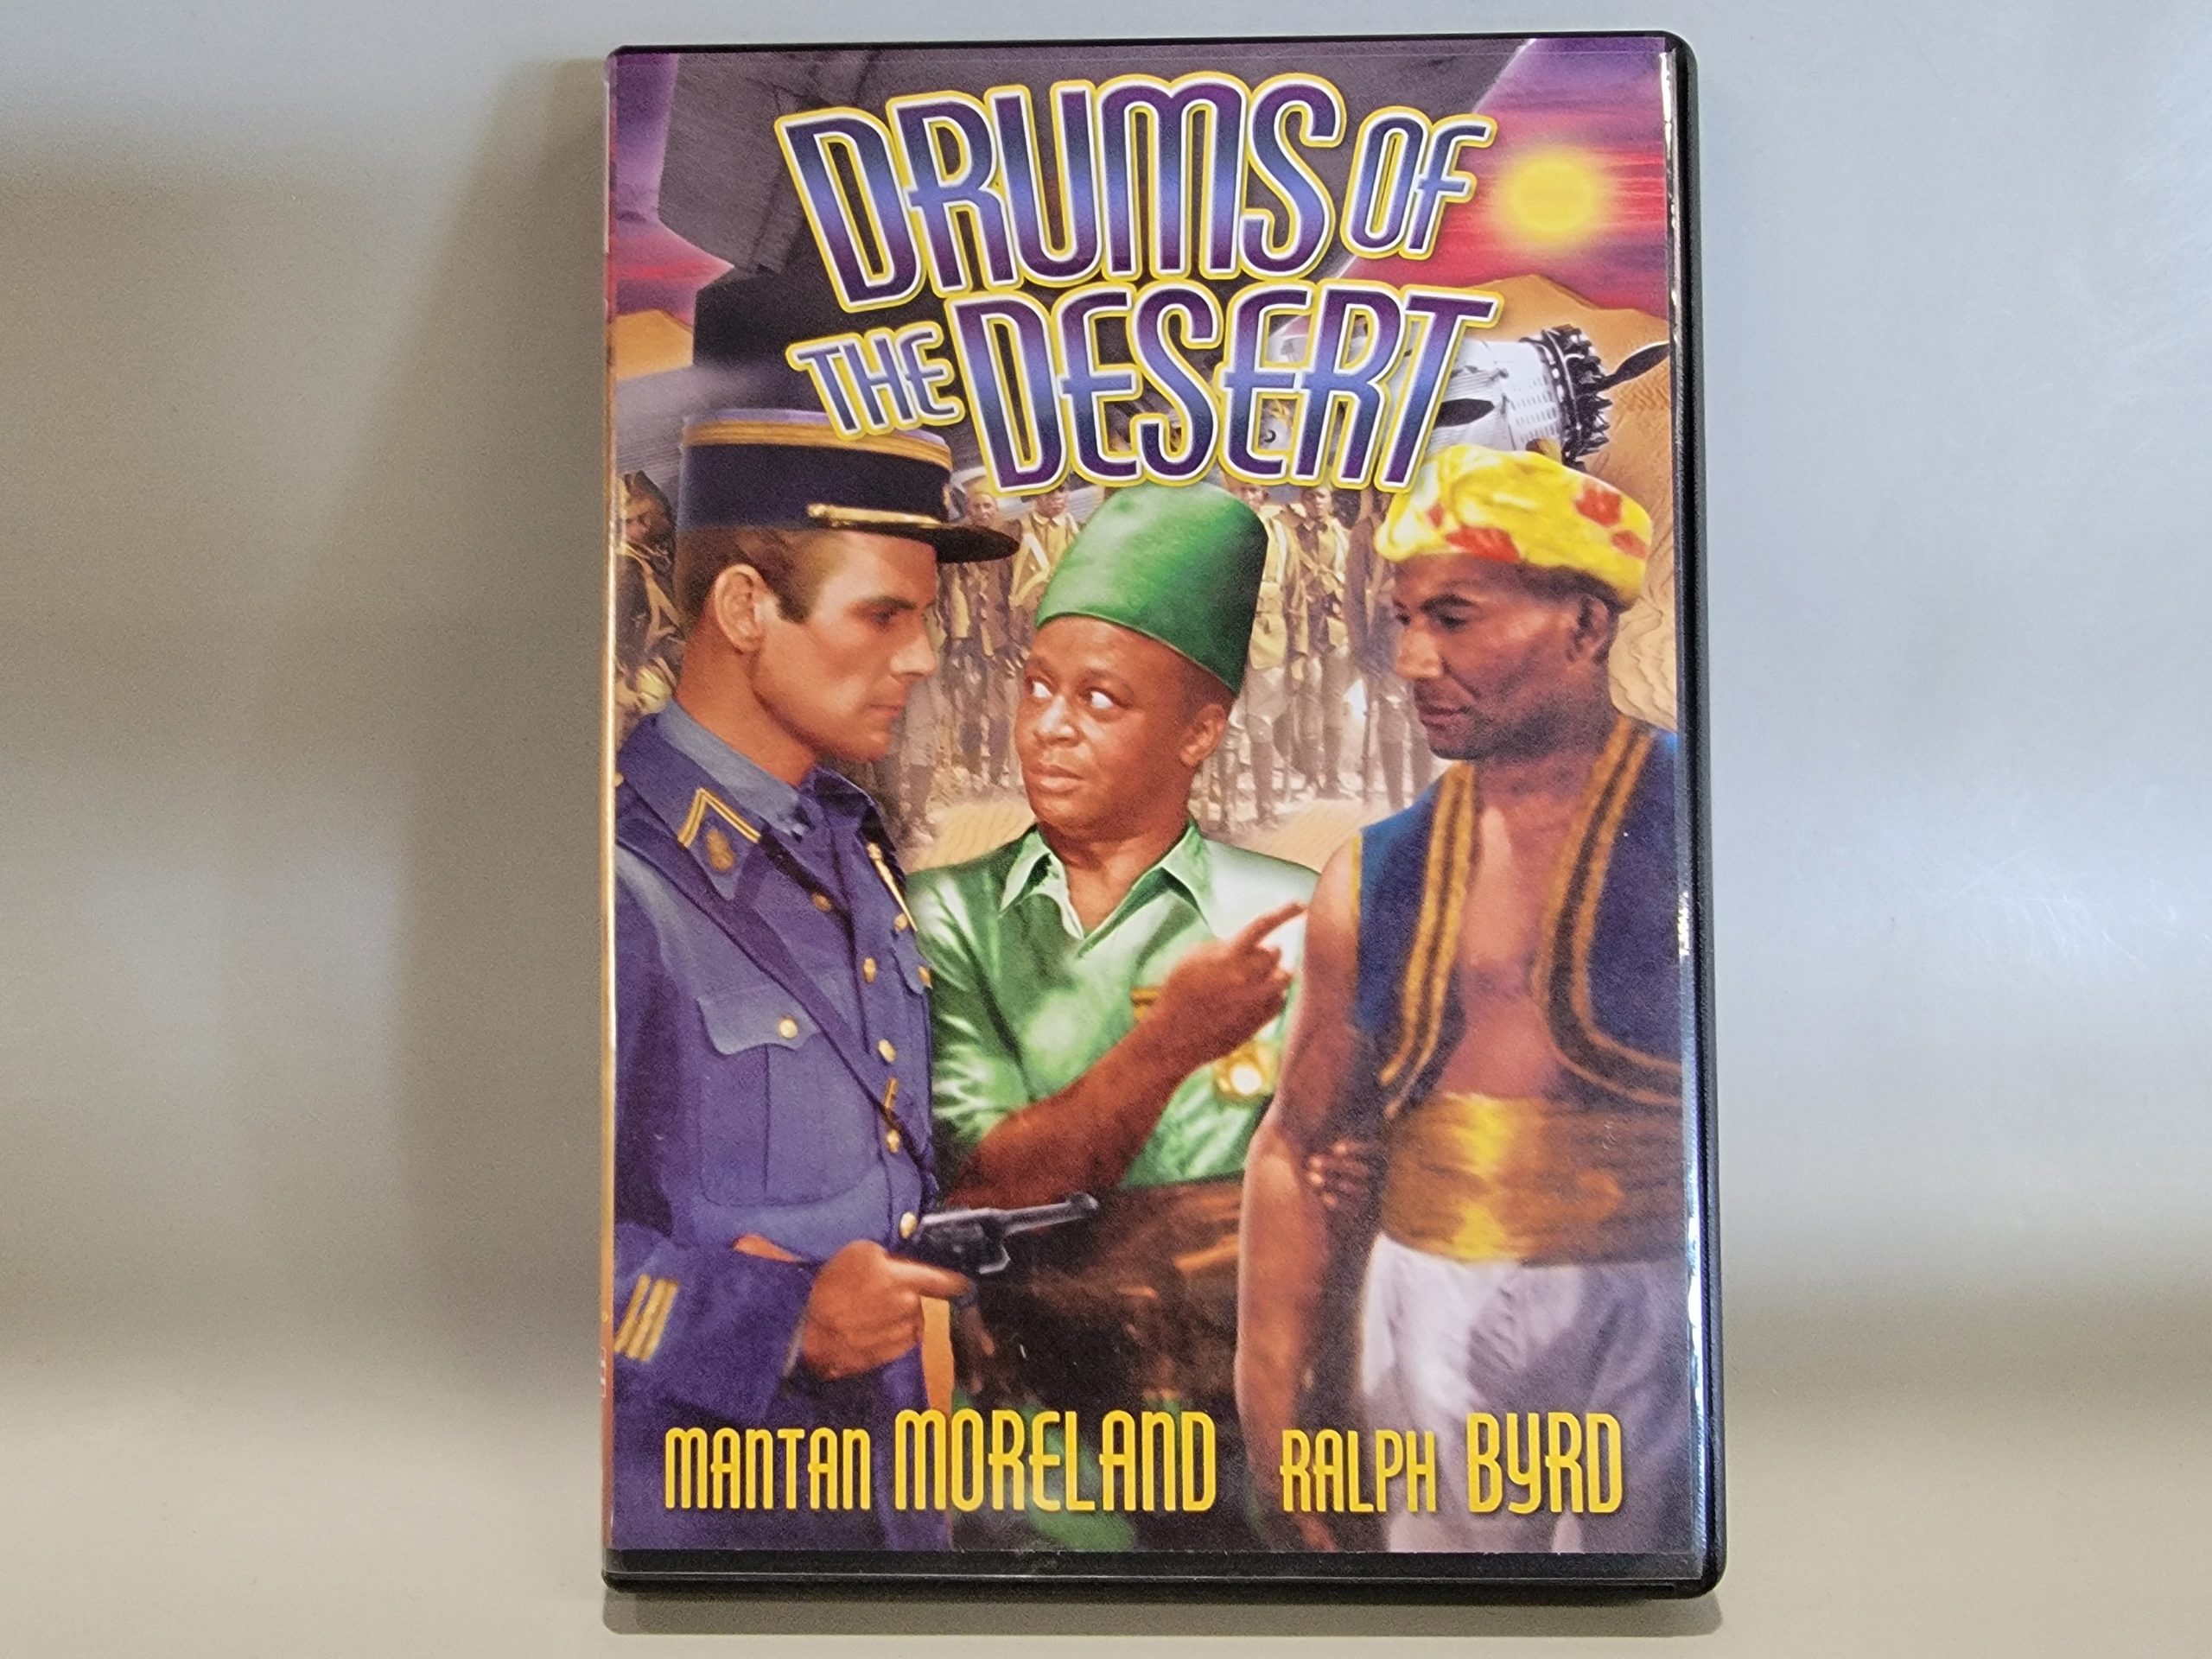 DRUMS OF
THE DESERT
MANTAN MORELAND RALPH BYRD